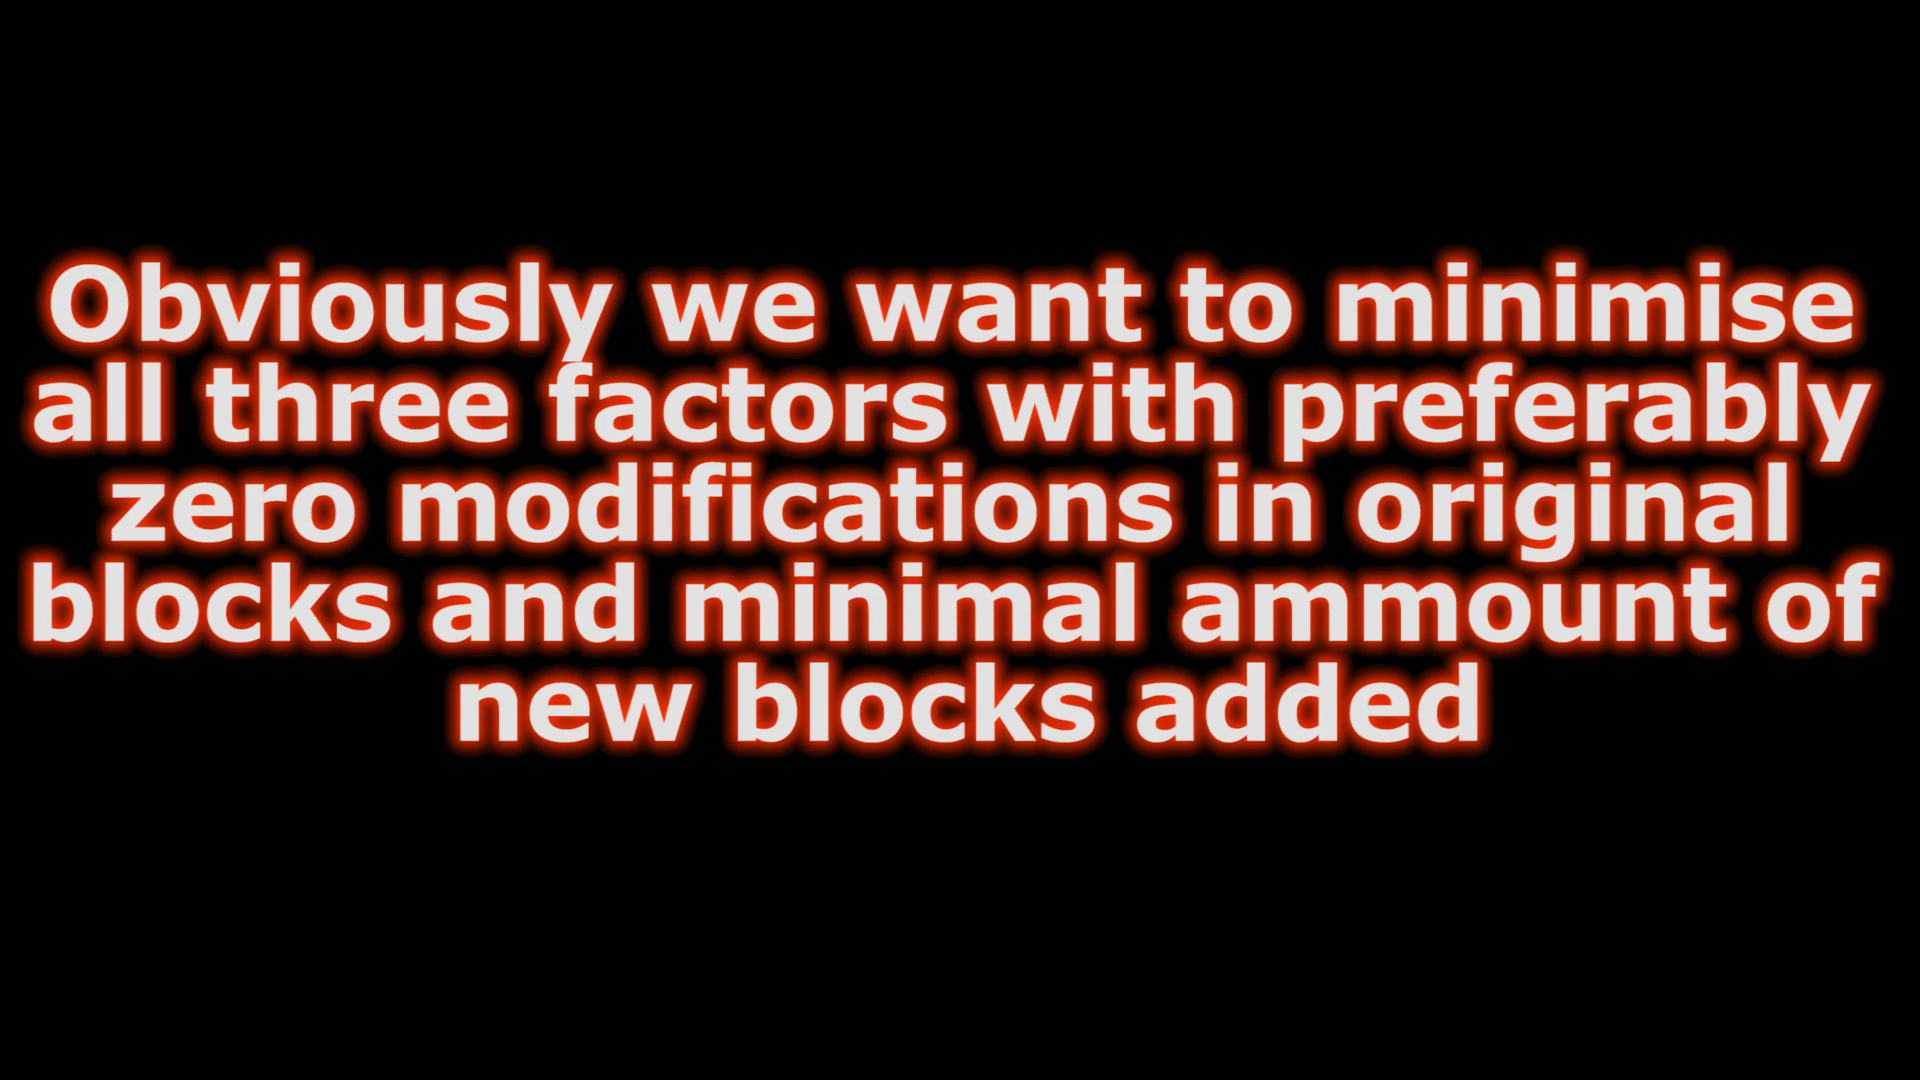 Obviously we want to minimise
all three factors with preferably
zero modifications in original
blocks and minimal ammount of
new blocks added